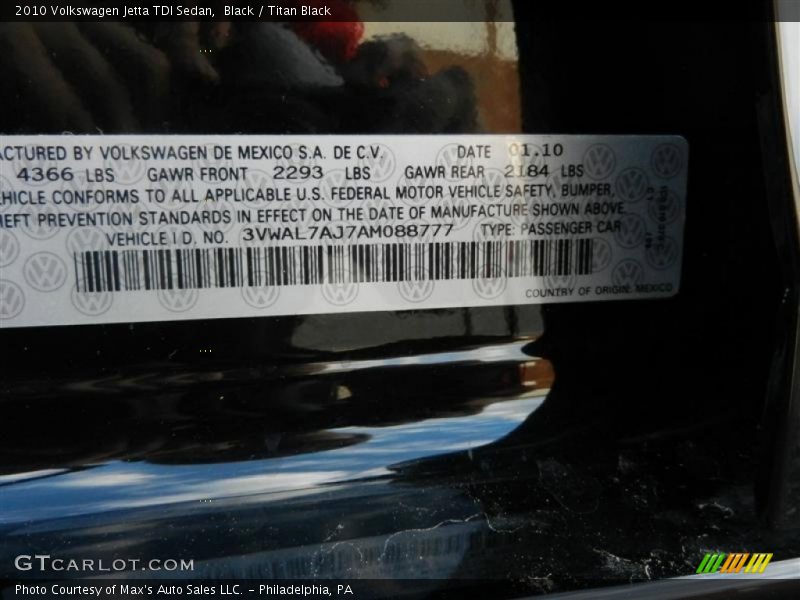 2010 Volkswagen Jetta TDI Sedan, Black / Titan Black
ACTURED BY VOLKSWAGEN DE MEXICO S.A. DE C.V. DATE 01.10
4366 LBS GAWR FRONT 2293 LBS GAWR REAR 2184 LBS
EHICLE CONFORMS TO ALL APPLICABLE U.S. FEDERAL MOTOR VEHICLE SAFETY, BUMPER,
HEFT PREVENTION STANDARDS IN EFFECT ON THE DATE OF MANUFACTURE SHOWN ABOVE.
VEHICLE I D. NO. 3VWAL7AJ7AM088777 TYPE: PASSENGER CAR
COUNTRY OF ORIGIN: MEXICO
GTCARLOT.COM
Photo Courtesy of Max's Auto Sales LLC. - Philadelphia, PA